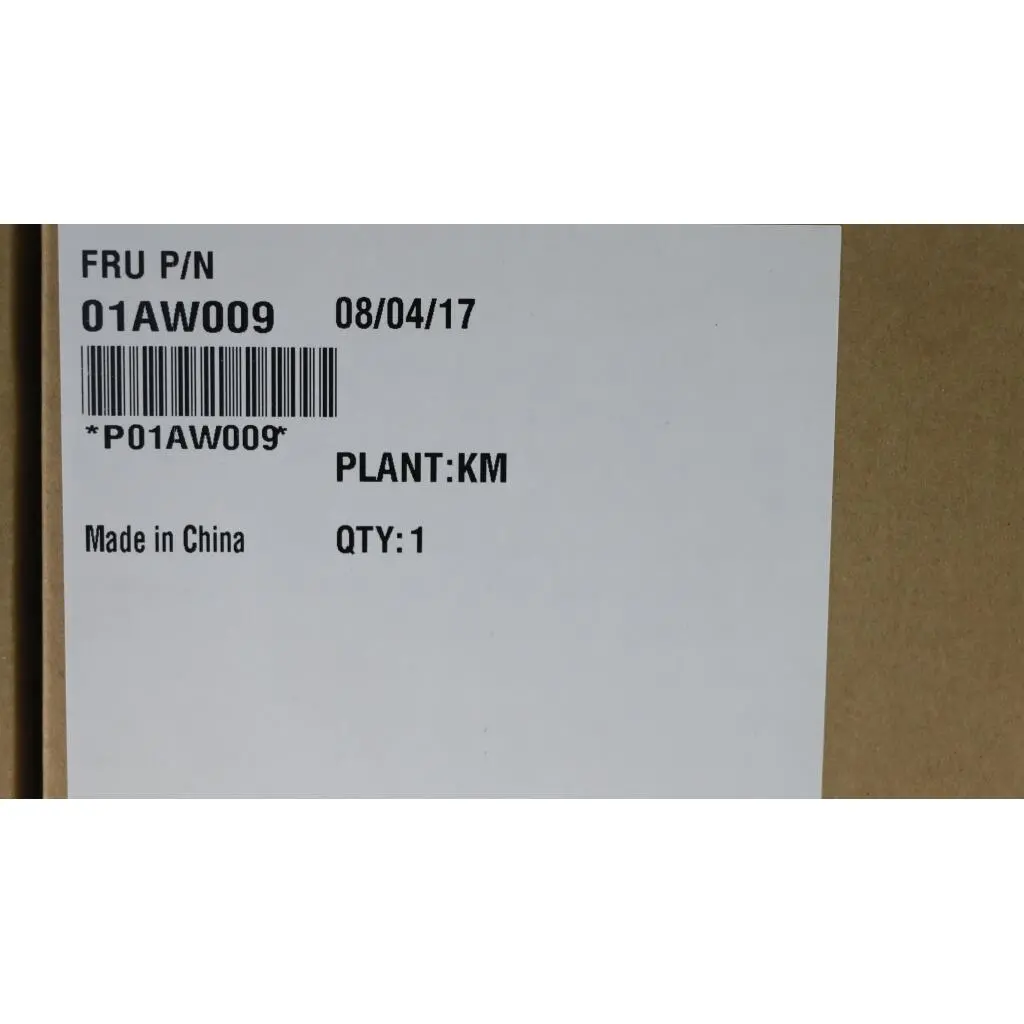 FRU P/N
01AW009 08/04/17
*P01AW009*
PLANT:KM
Made in China QTY: 1